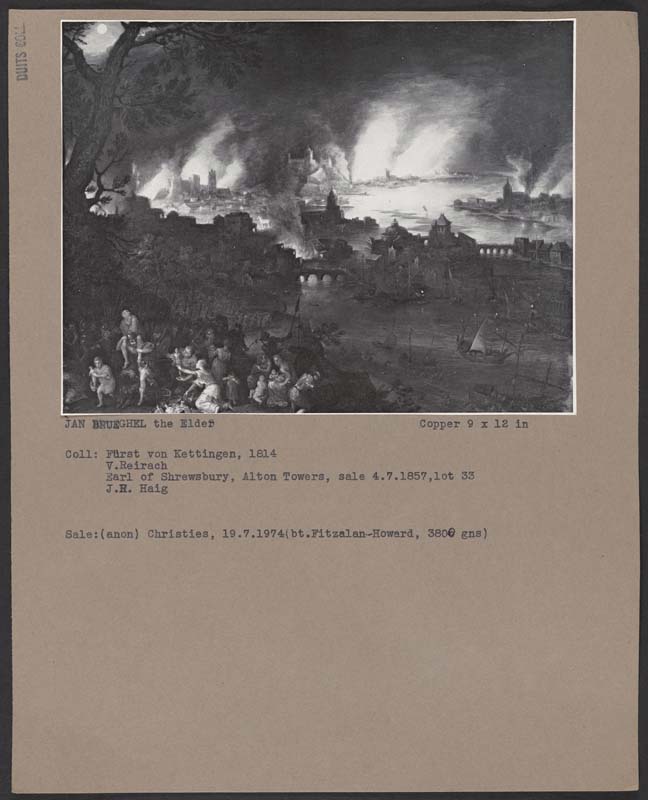 DUITS COLL
JAN BRUEGHEL the Elder Copper 9 x 12 in
Coll: Fürst von Kettingen, 1814
V.Reirach
Earl of Shrewsbury, Alton Towers, sale 4.7.1857,lot 33
J.R. Haig
Sale:(anon) Christies, 19.7.1974(bt.Fitzalan-Howard, 3800 gns)